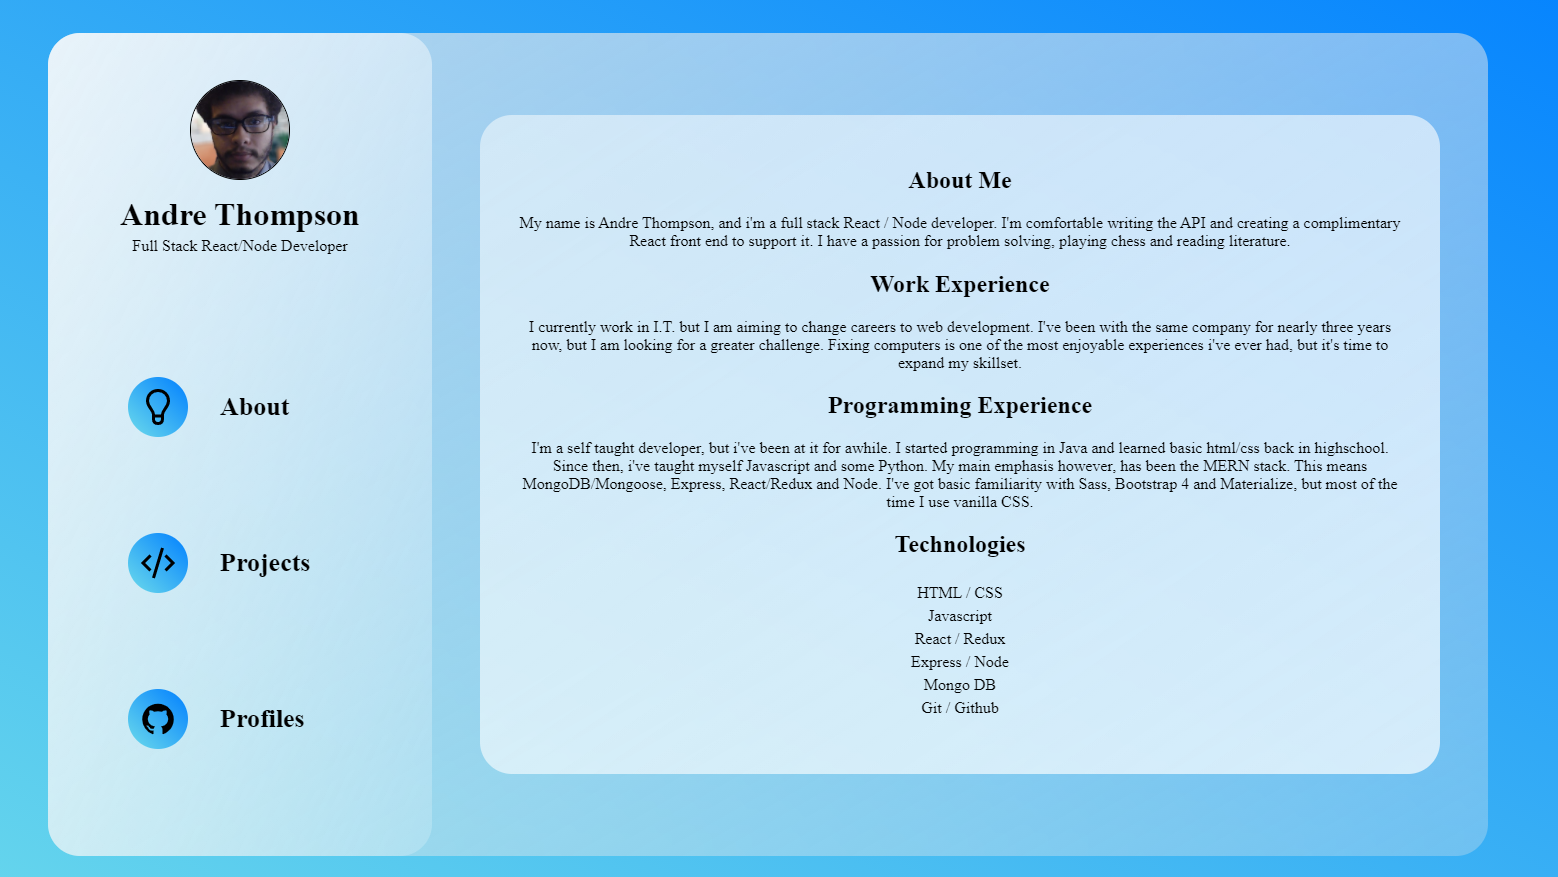 Andre Thompson
Full Stack React/Node Developer
About
Projects
Profiles
About Me
My name is Andre Thompson, and i'm a full stack React / Node developer. I'm comfortable writing the API and creating a complimentary
React front end to support it. I have a passion for problem solving, playing chess and reading literature.
Work Experience
I currently work in I.T. but I am aiming to change careers to web development. I've been with the same company for nearly three years
now, but I am looking for a greater challenge. Fixing computers is one of the most enjoyable experiences i've ever had, but it's time to
expand my skillset.
Programming Experience
I'm a self taught developer, but i've been at it for awhile. I started programming in Java and learned basic html/css back in highschool.
Since then, i've taught myself Javascript and some Python. My main emphasis however, has been the MERN stack. This means
MongoDB/Mongoose, Express, React/Redux and Node. I've got basic familiarity with Sass, Bootstrap 4 and Materialize, but most of the
time I use vanilla CSS.
Technologies
HTML / CSS
Javascript
React / Redux
Express / Node
Mongo DB
Git / Github